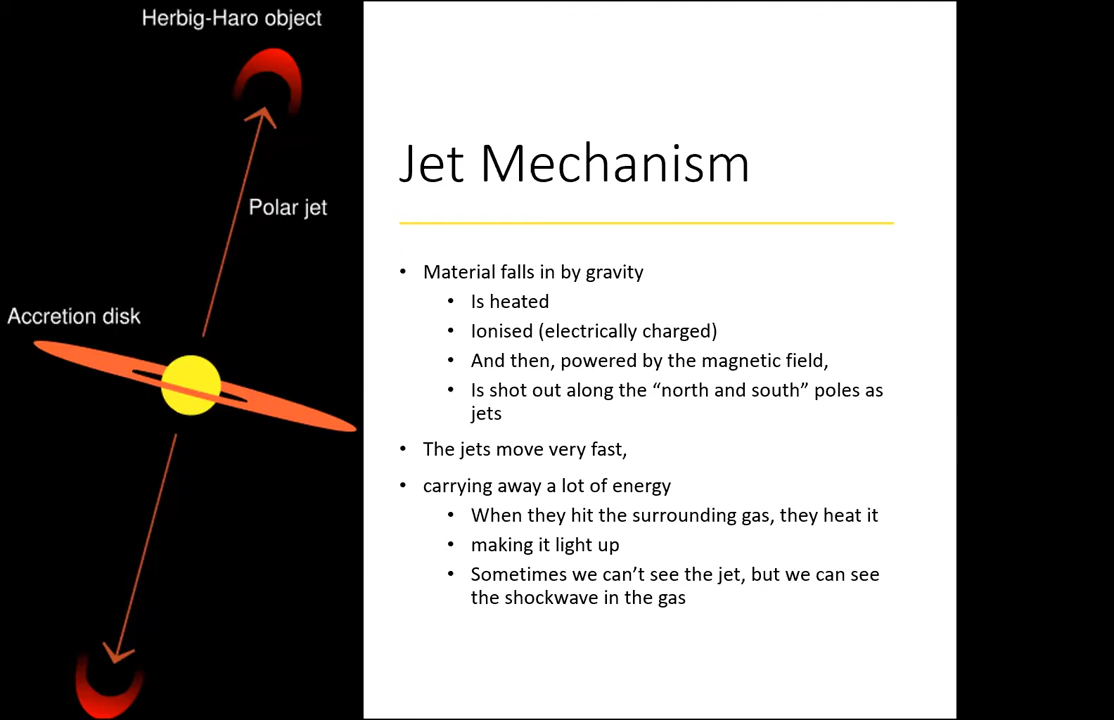 Herbig-Haro object
Polar jet
Accretion disk
Jet Mechanism
• Material falls in by gravity
• Is heated
• Ionised (electrically charged)
• And then, powered by the magnetic field,
• Is shot out along the “north and south” poles as
jets
• The jets move very fast,
• carrying away a lot of energy
• When they hit the surrounding gas, they heat it
• making it light up
• Sometimes we can’t see the jet, but we can see
the shockwave in the gas